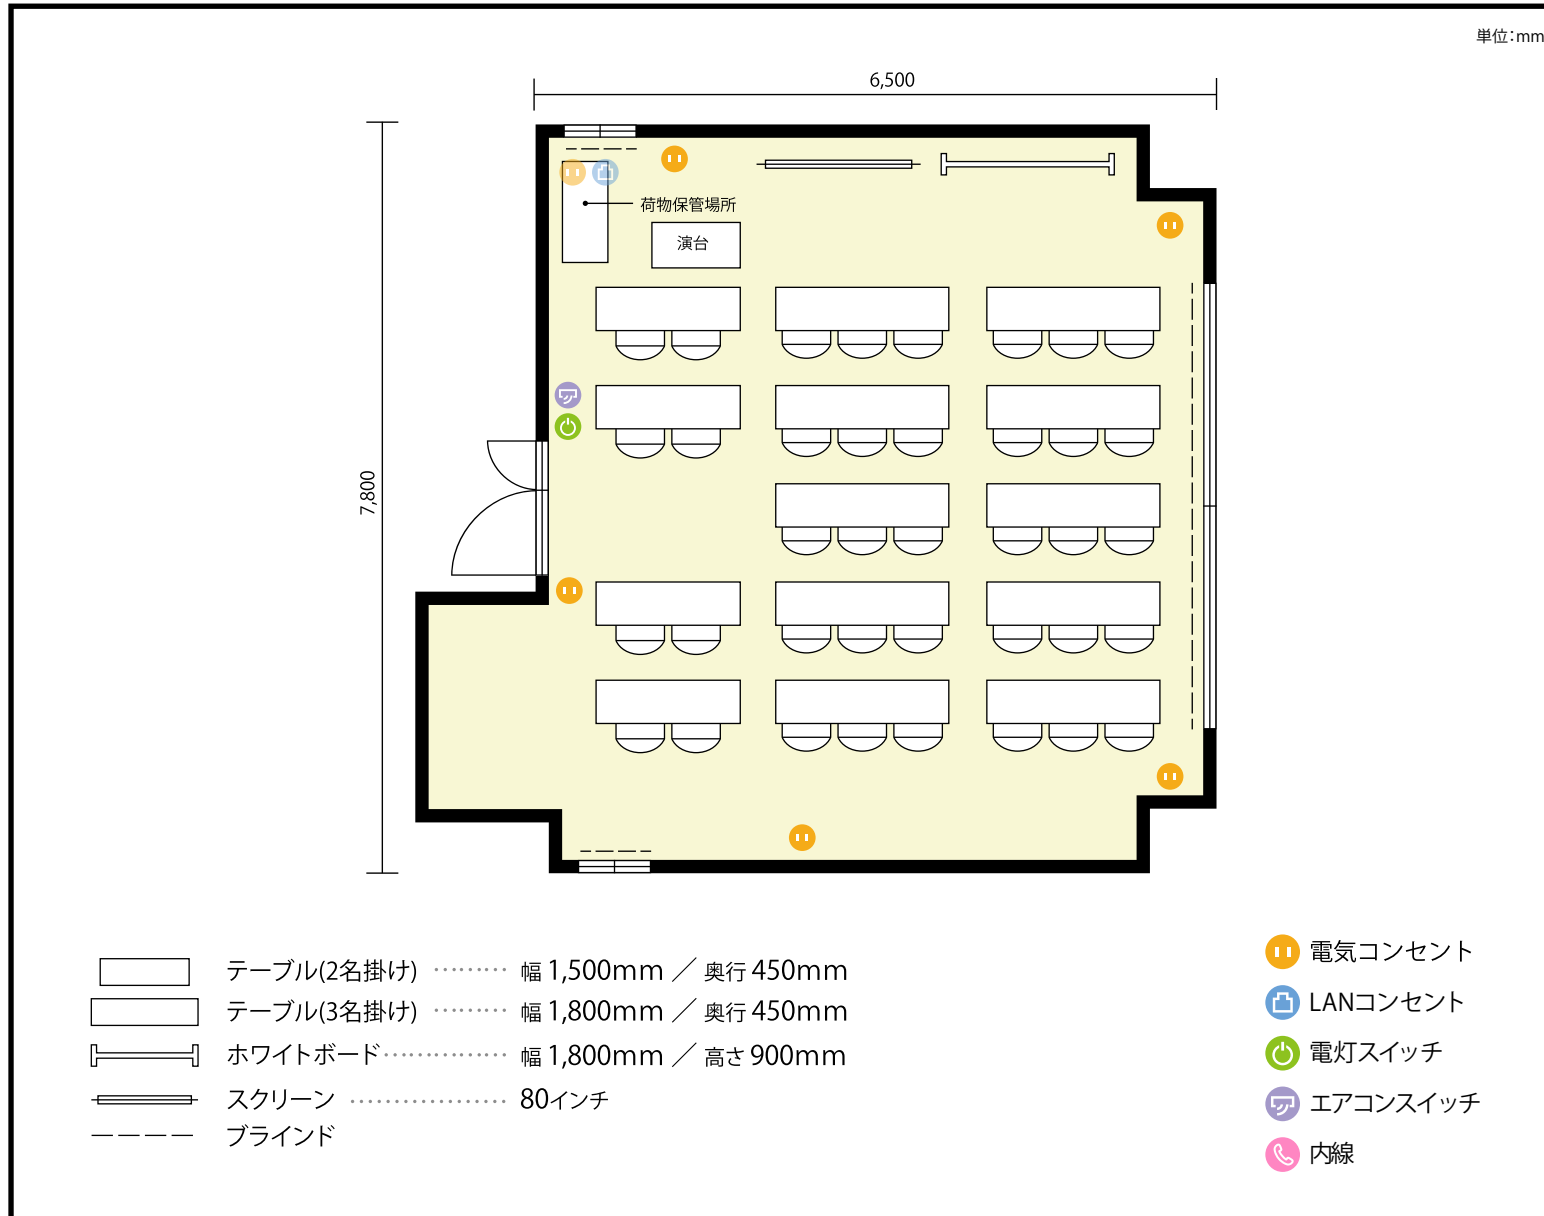 単位：mm
6,500
荷物保管場所
演台
7,800
テーブル(2名掛け) ········· 幅 1,500mm ／ 奥行 450mm
テーブル(3名掛け) ········· 幅 1,800mm ／ 奥行 450mm
ホワイトボード ··············· 幅 1,800mm ／ 高さ 900mm
スクリーン ··················· 80インチ
ブラインド
電気コンセント
LANコンセント
電灯スイッチ
エアコンスイッチ
内線